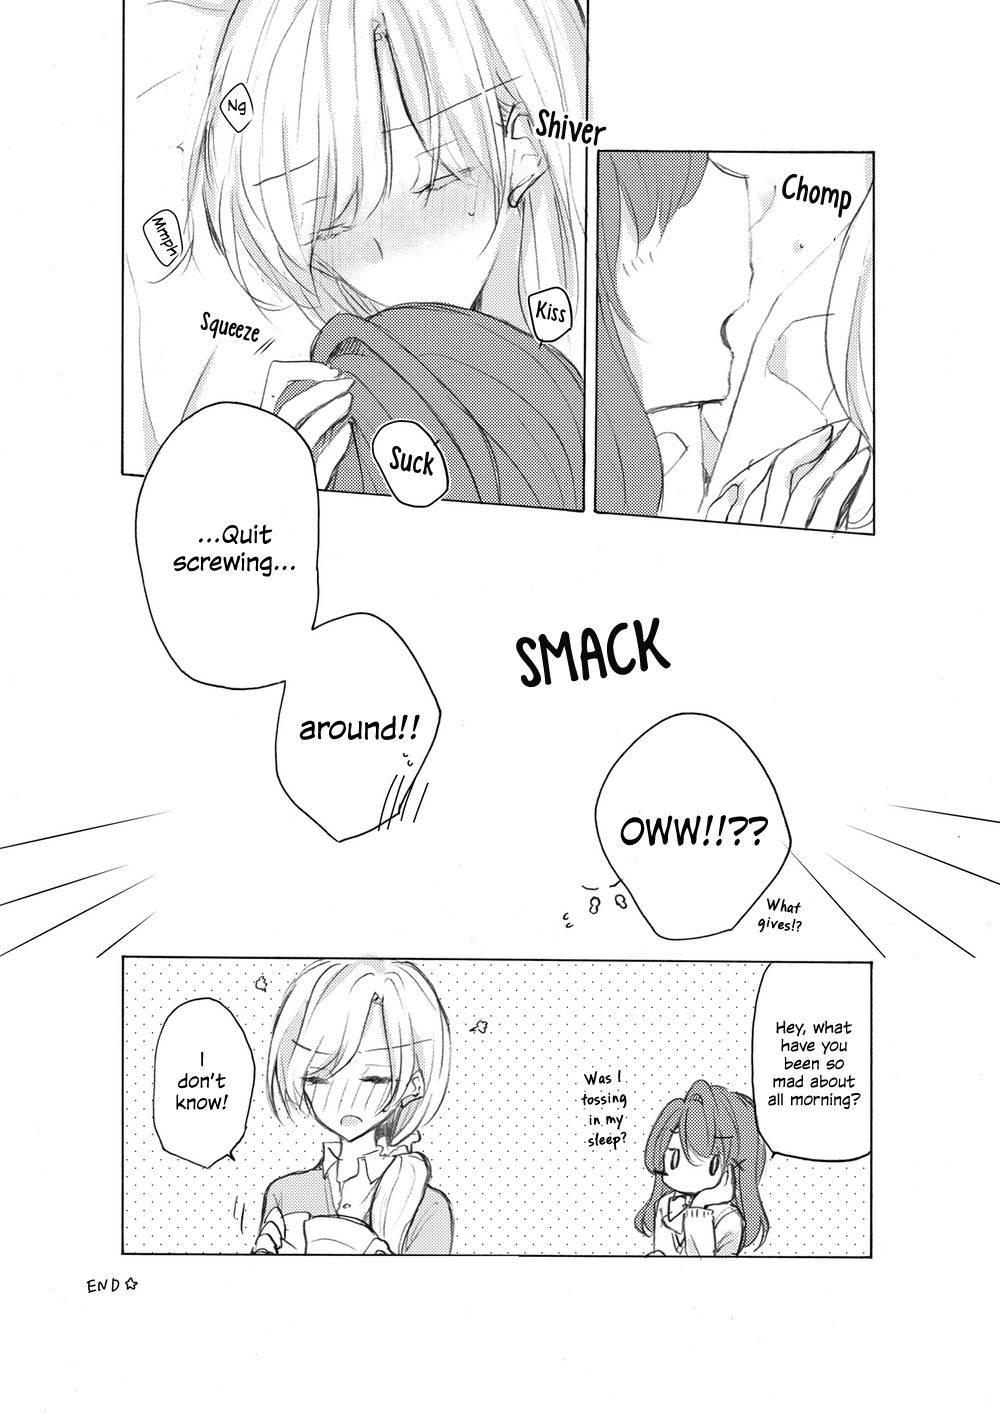 Shiver
Chomp
Ng
Mmph
Kiss
Squeeze
Suck
...Quit
screwing...
around!!
SMACK
OWW!!??
What
gives!?
Hey, what
have you
been so
mad about
all morning?
Was I
tossing
in my
sleep?
I
don't
know!
END☆